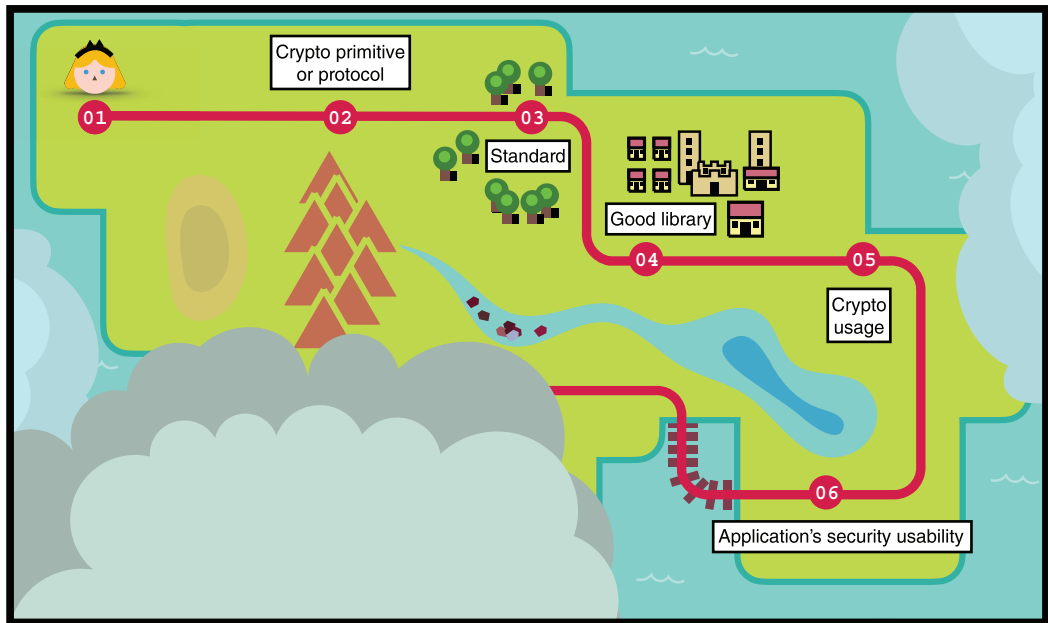 Crypto primitive
or protocol
01
02
03
Standard
Good library
04
05
Crypto
usage
06
Application's security usability